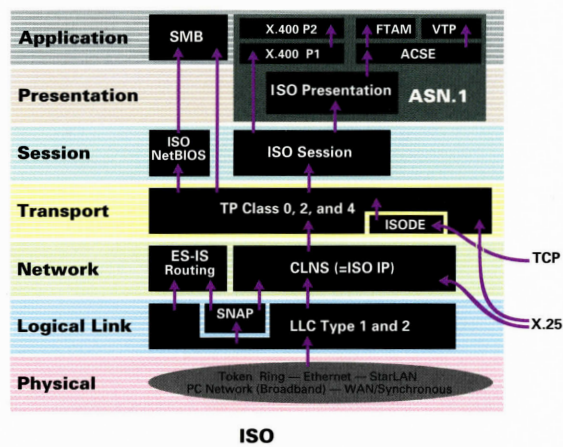 Application
SMB
X.400 P2
FTAM
VTP
X.400 P1
ACSE
Presentation
ISO Presentation
ASN.1
Session
ISO
NetBIOS
ISO Session
Transport
TP Class 0, 2, and 4
ISODE
Network
ES-IS
Routing
CLNS (=ISO IP)
TCP
Logical Link
SNAP
LLC Type 1 and 2
X.25
Physical
Token Ring — Ethernet — StarLAN
PC Network (Broadband) — WAN/Synchronous
ISO